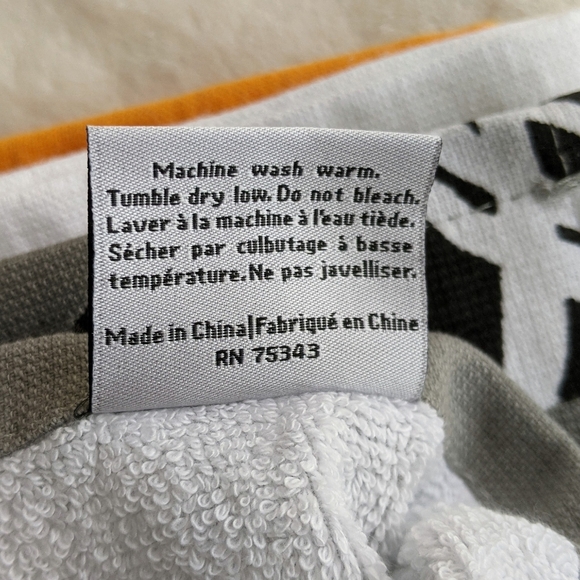 Machine wash warm.
Tumble dry low. Do not bleach.
Laver à la machine à l'eau tiède.
Sécher par culbutage à basse
température. Ne pas javelliser.
Made in China|Fabriqué en Chine
RN 75343